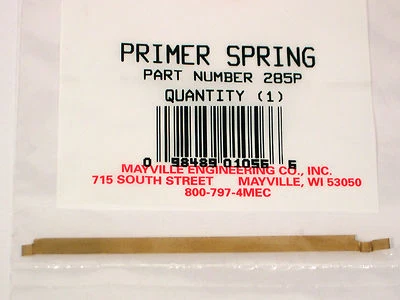 PRIMER SPRING
PART NUMBER 285P
QUANTITY (1)
0 98489 01056 6
MAYVILLE ENGINEERING CO., INC.
715 SOUTH STREET MAYVILLE, WI 53050
800-797-4MEC